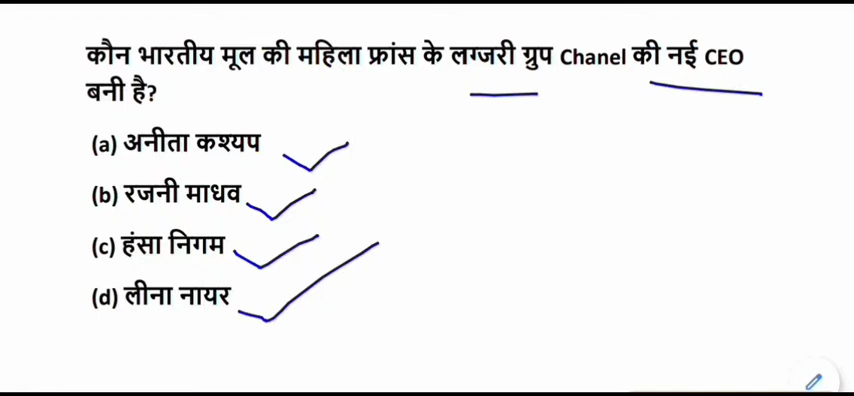 कौन भारतीय मूल की महिला फ्रांस के लग्जरी ग्रुप Chanel की नई CEO
बनी है?
(a) अनीता कश्यप
(b) रजनी माधव
(c) हंसा निगम
(d) लीना नायर